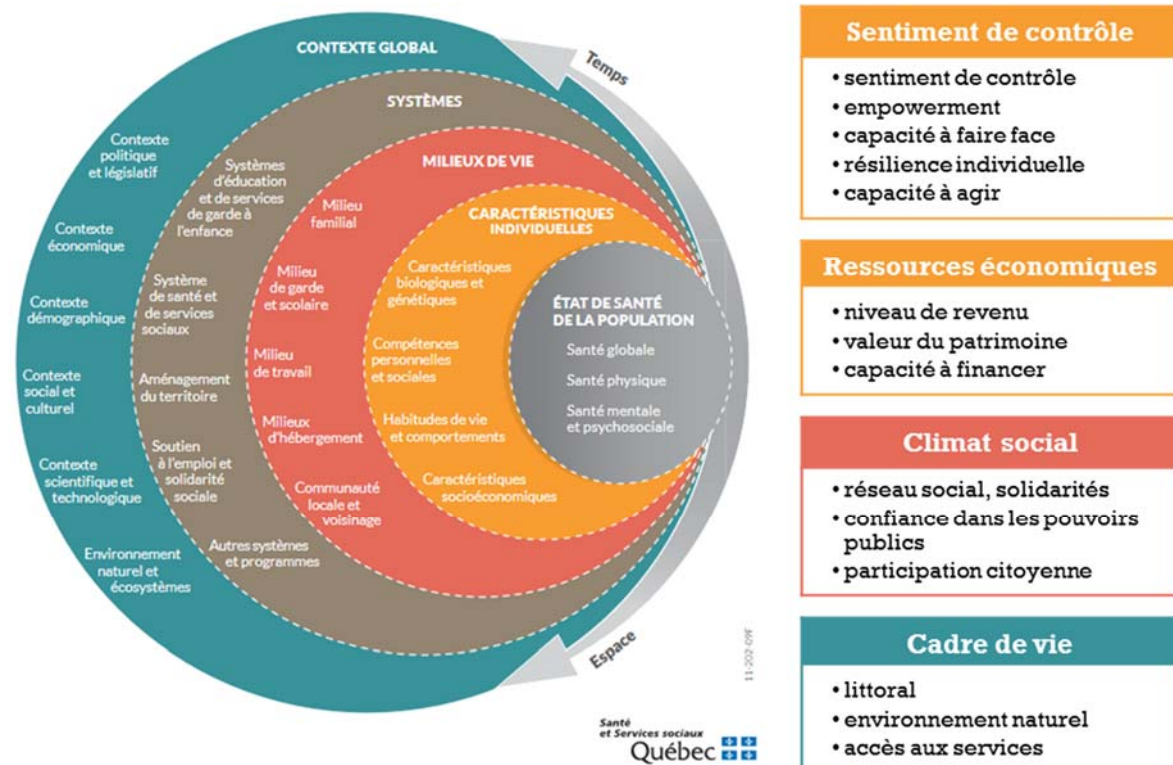 CONTEXTE GLOBAL
Contexte
politique
et législatif
Contexte
économique
Contexte
démographique
Contexte
social et
culturel
Contexte
scientifique et
technologique
Environnement
naturel et
écosystèmes
SYSTÈMES
Systèmes
d'éducation
et de services
de garde à
l'enfance
Système
de santé et
de services
sociaux
Aménagement
du territoire
Soutien
à l'emploi et
solidarité
sociale
Autres systèmes
et programmes
MILIEUX DE VIE
Milieu
familial
Milieu
de garde
et scolaire
Milieu
de travail
Milieux
d'hébergement
Communauté
locale et
voisinage
CARACTÉRISTIQUES
INDIVIDUELLES
Caractéristiques
biologiques et
génétiques
Compétences
personnelles
et sociales
Habitudes de vie
et comportements
Caractéristiques
socioéconomiques
ÉTAT DE SANTÉ
DE LA POPULATION
Santé globale
Santé physique
Santé mentale
et psychosociale
Temps
Espace
11-202-09F
Santé
et Services sociaux
Québec
Sentiment de contrôle
• sentiment de contrôle
• empowerment
• capacité à faire face
• résilience individuelle
• capacité à agir
Ressources économiques
• niveau de revenu
• valeur du patrimoine
• capacité à financer
Climat social
• réseau social, solidarités
• confiance dans les pouvoirs
publics
• participation citoyenne
Cadre de vie
• littoral
• environnement naturel
• accès aux services